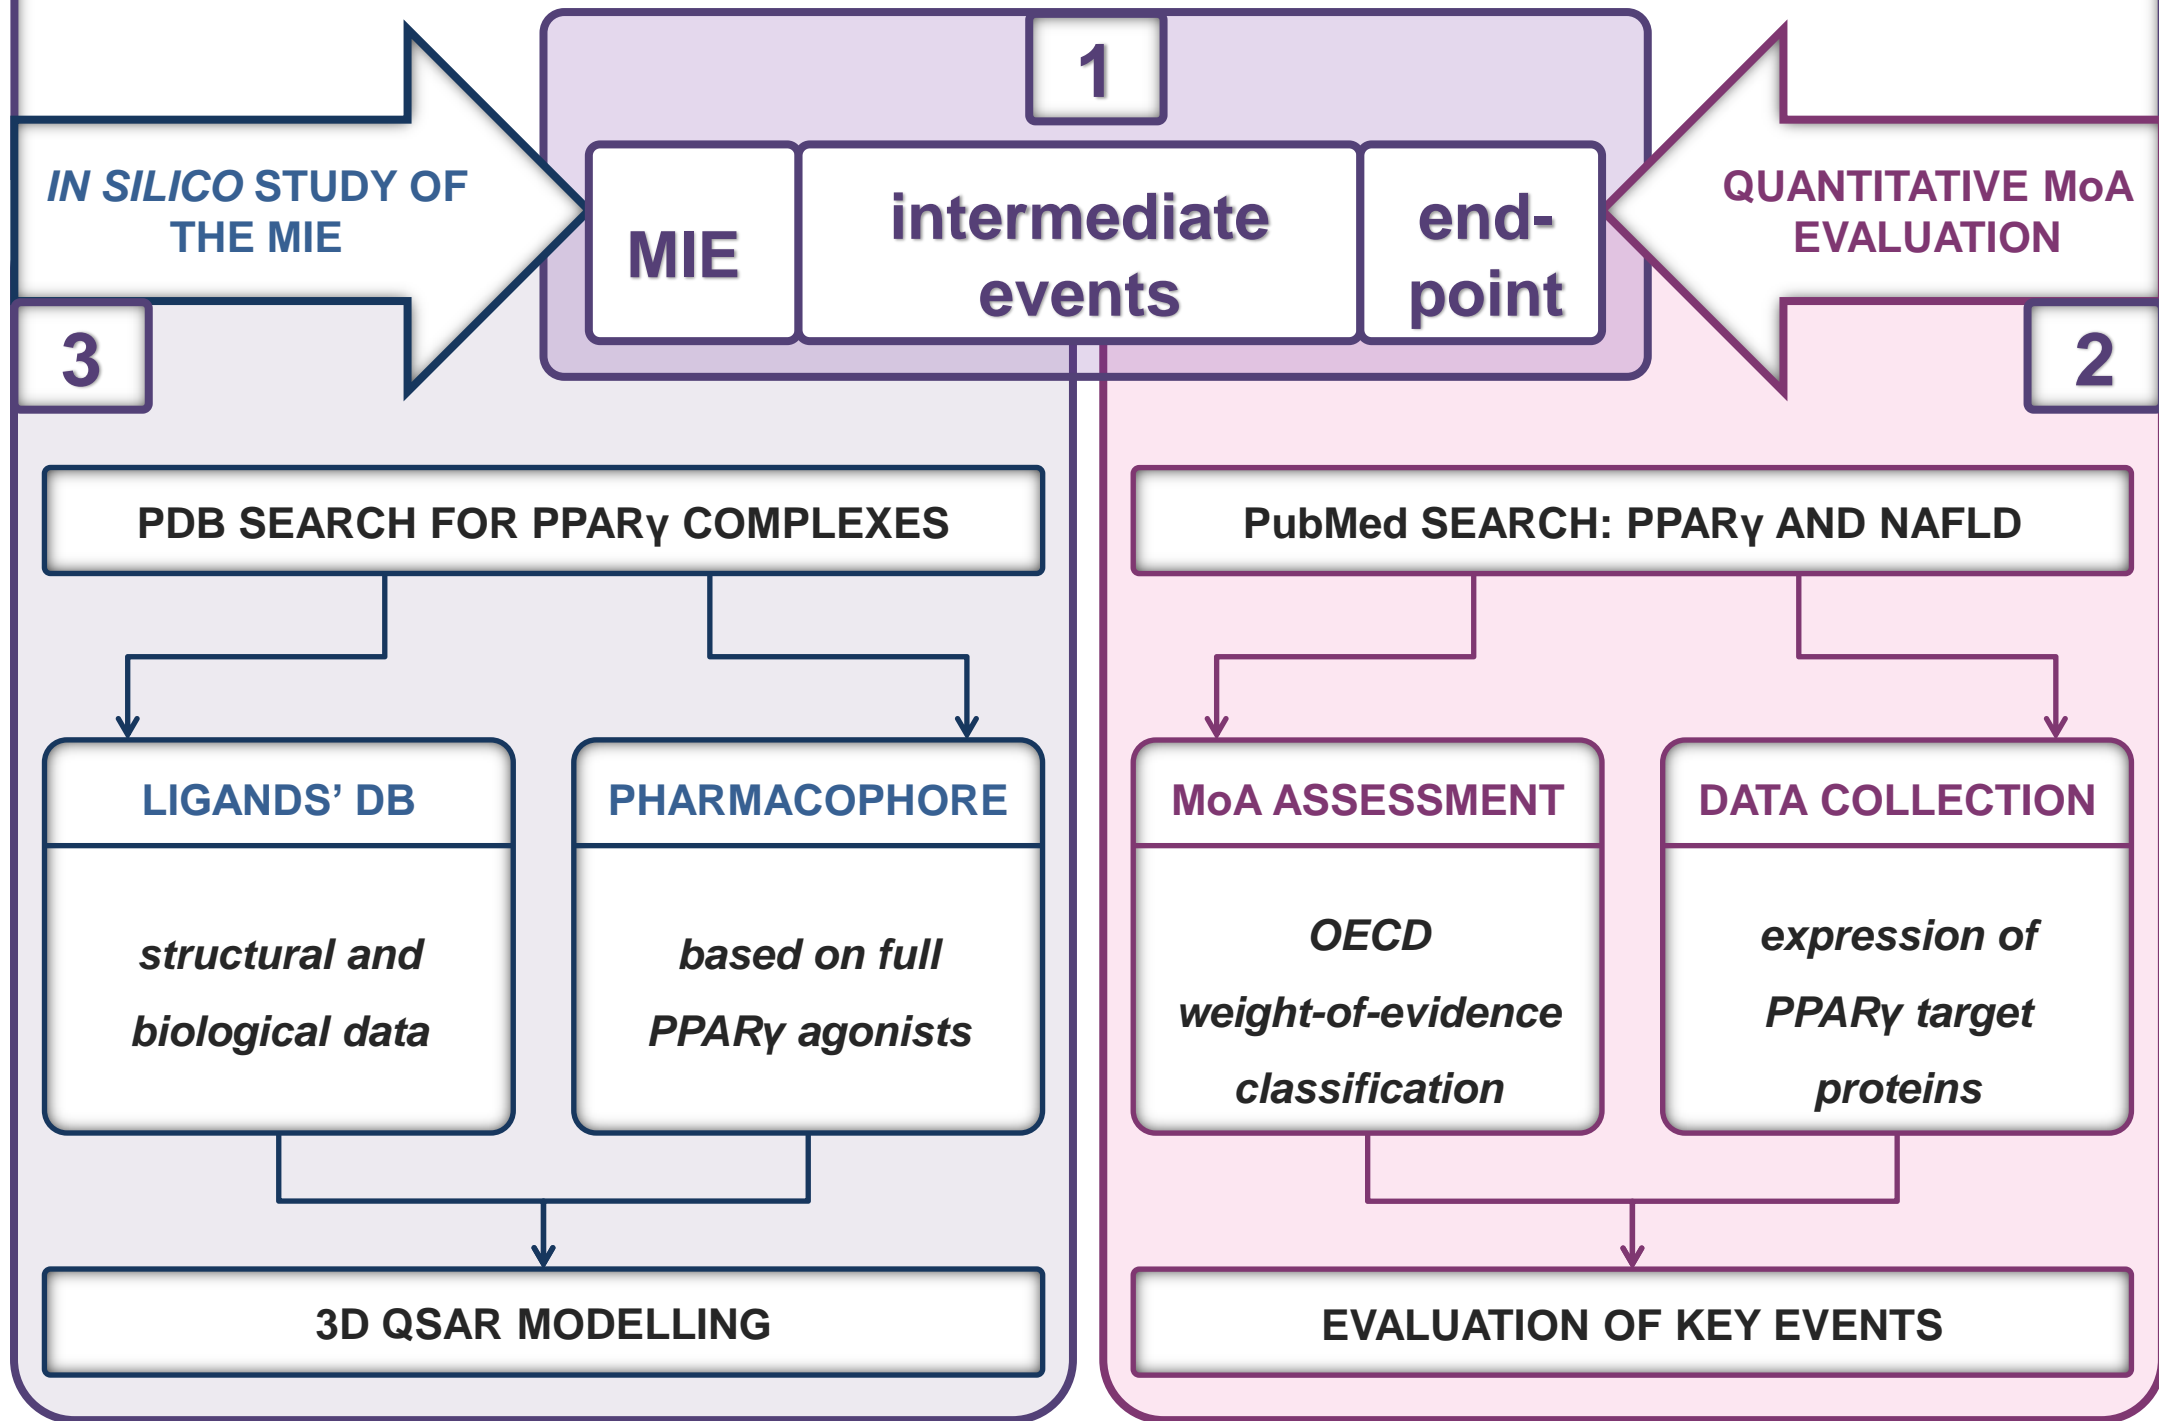 1
IN SILICO STUDY OF
THE MIE
MIE
intermediate
events
end-
point
QUANTITATIVE MoA
EVALUATION
3
2
PDB SEARCH FOR PPARγ COMPLEXES
LIGANDS’ DB
structural and
biological data
PHARMACOPHORE
based on full
PPARγ agonists
3D QSAR MODELLING
PubMed SEARCH: PPARγ AND NAFLD
MoA ASSESSMENT
OECD
weight-of-evidence
classification
DATA COLLECTION
expression of
PPARγ target
proteins
EVALUATION OF KEY EVENTS